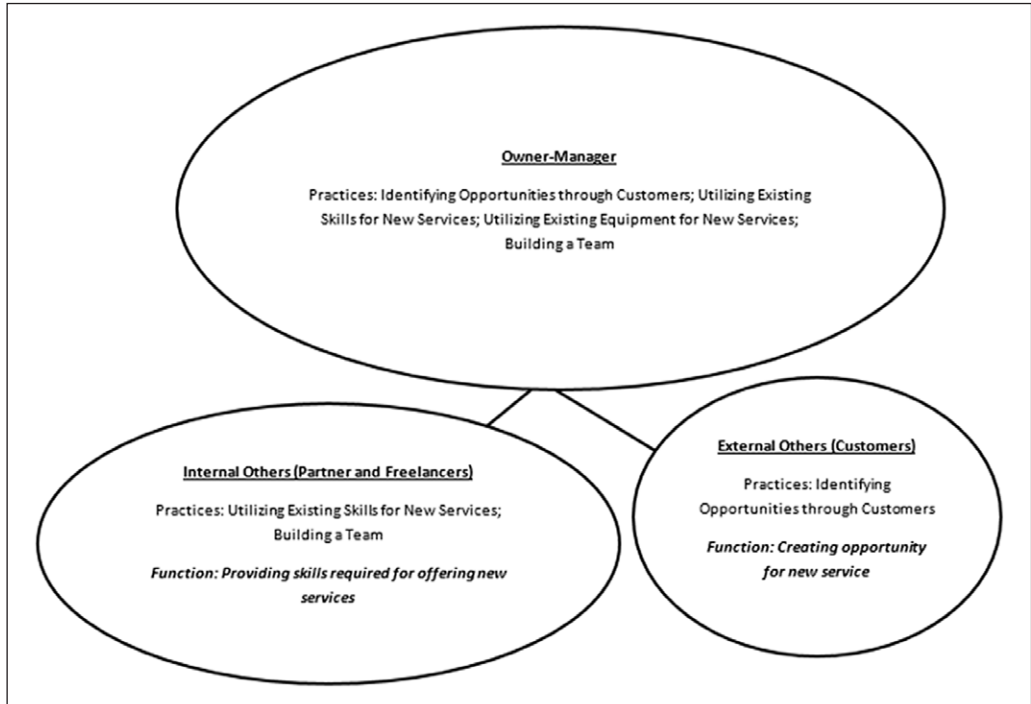 Owner-Manager
Practices: Identifying Opportunities through Customers; Utilizing Existing
Skills for New Services; Utilizing Existing Equipment for New Services;
Building a Team
Internal Others (Partner and Freelancers)
Practices: Utilizing Existing Skills for New Services;
Building a Team
Function: Providing skills required for offering new
services
External Others (Customers)
Practices: Identifying
Opportunities through Customers
Function: Creating opportunity
for new service